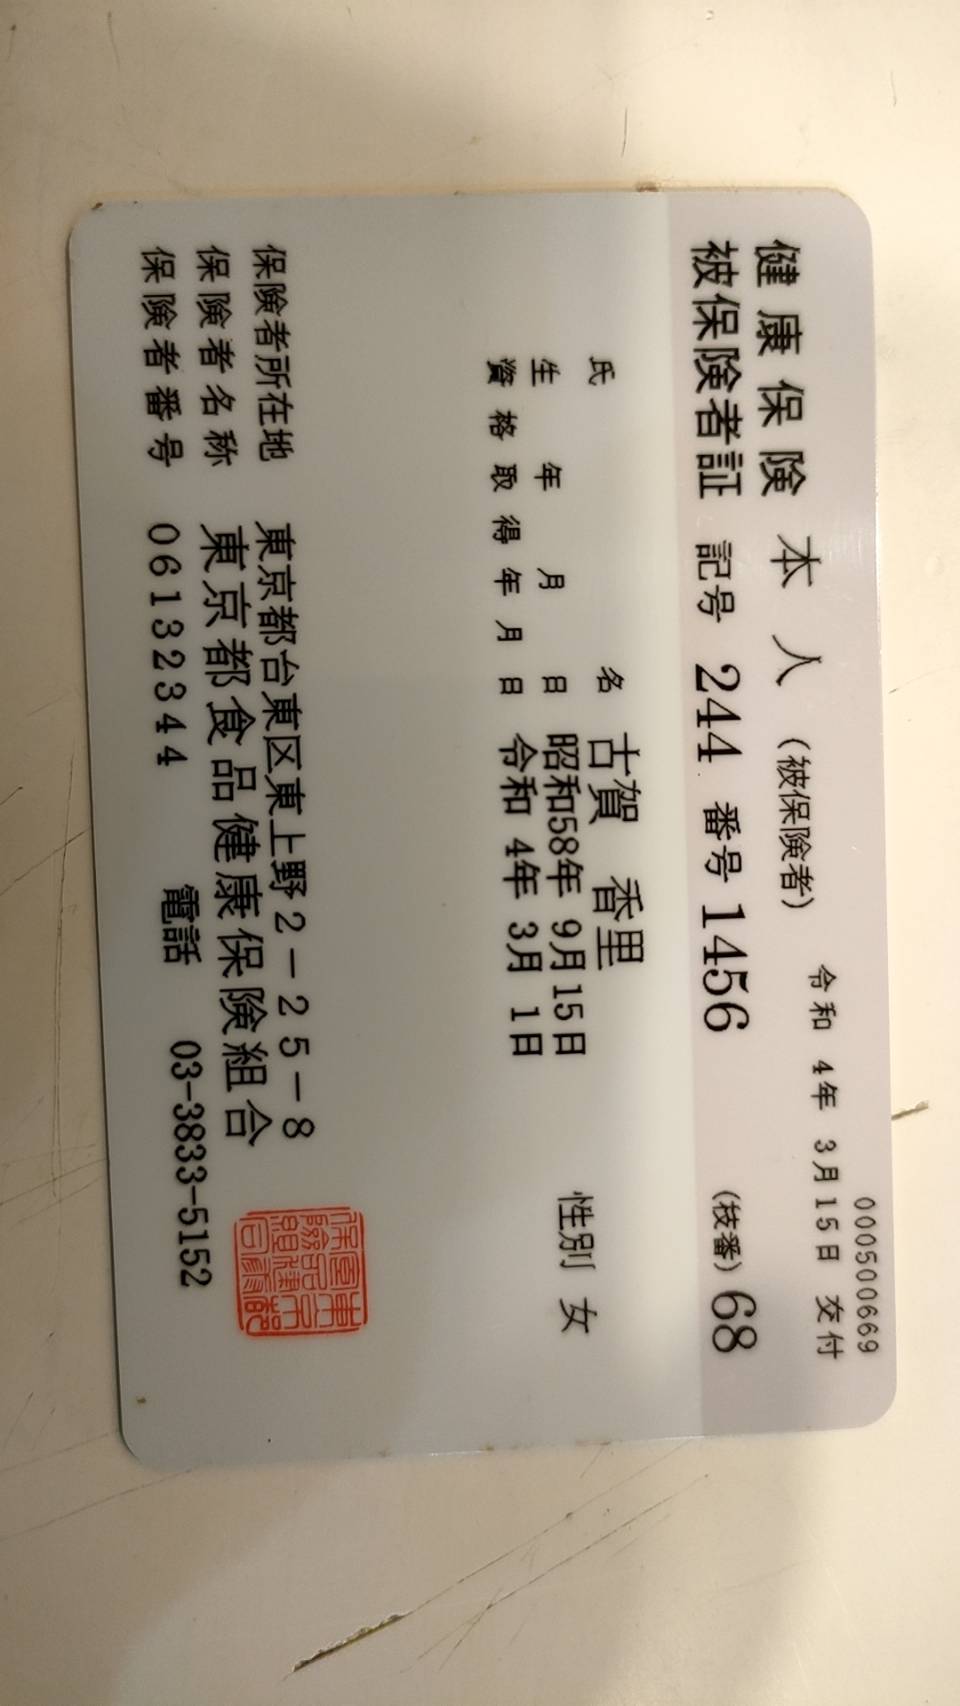 000500669
健康保険 本人（被保険者） 令和 4年 3月15日 交付
被保険者証 記号 244 番号 1456 （枝番）68
氏名 古賀 香里
生年月日 昭和58年 9月15日 性別 女
資格取得年月日 令和 4年 3月 1日
保険者所在地 東京都台東区東上野2－25－8
保険者名称 東京都食品健康保険組合
保険者番号 06132344 電話 03-3833-5152